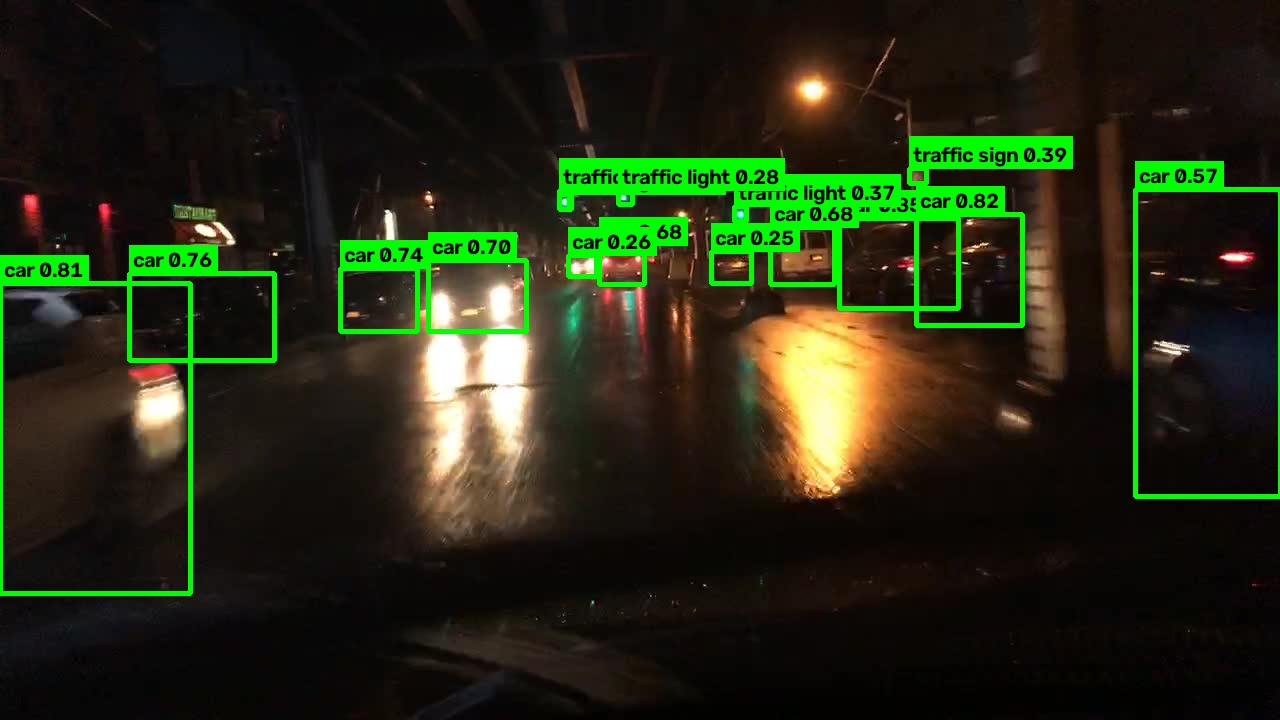 traffic sign 0.39
traffic light 0.28
car 0.57
traffic light 0.37
car 0.82
car 0.68
68
car 0.26
car 0.25
car 0.70
car 0.74
car 0.76
car 0.81